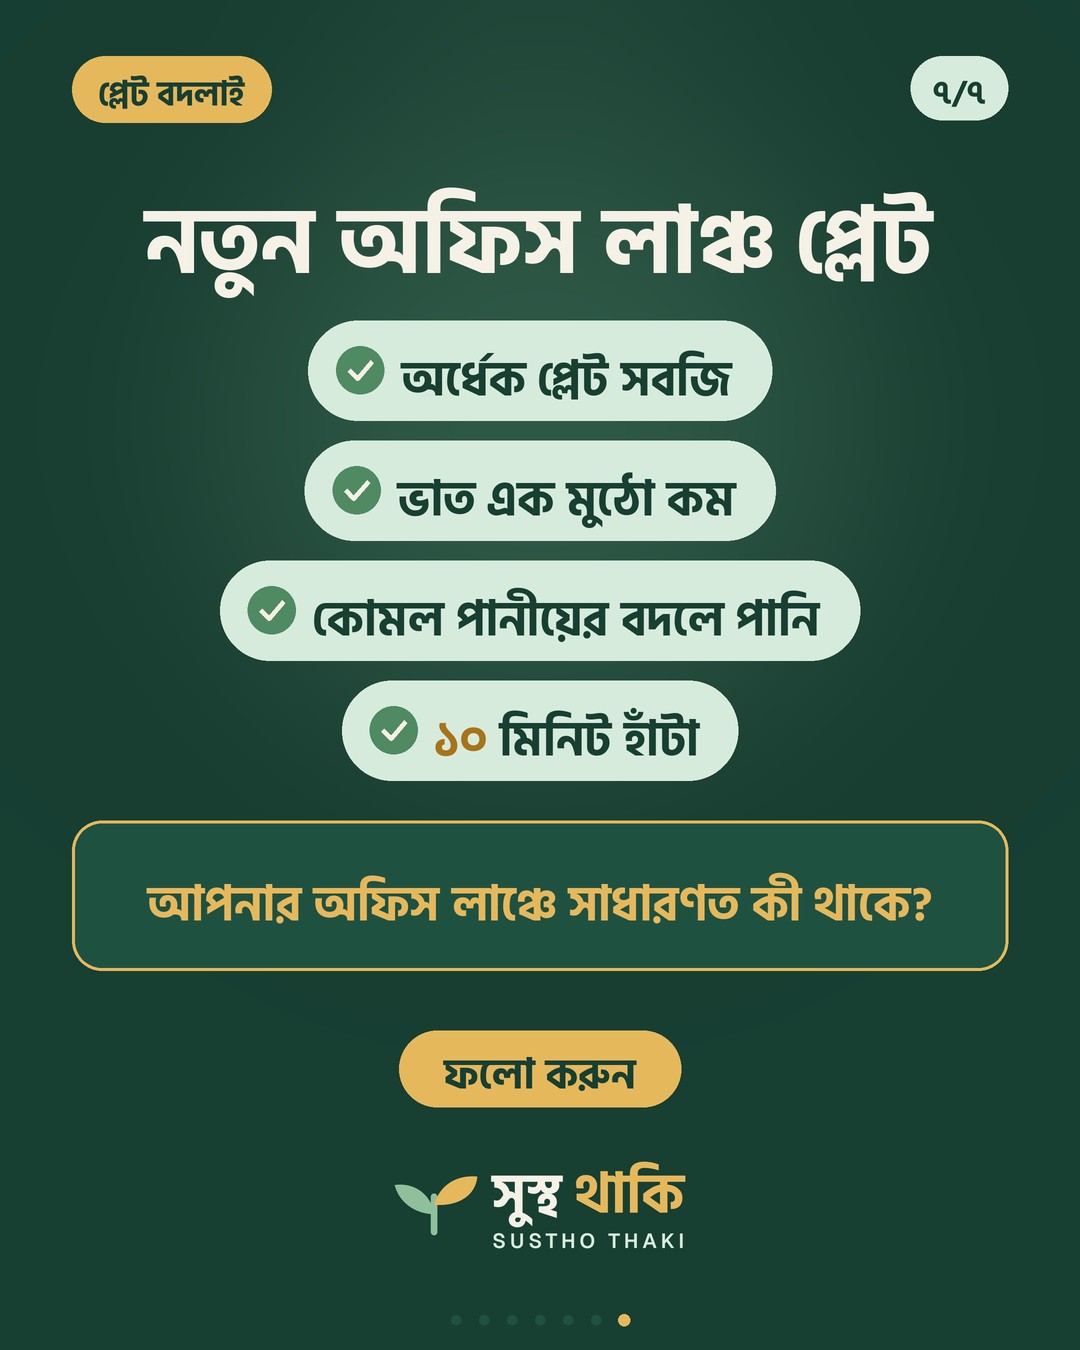 প্লেট বদলাই
৭/৭
নতুন অফিস লাঞ্চ প্লেট
অর্ধেক প্লেট সবজি
ভাত এক মুঠো কম
কোমল পানীয়ের বদলে পানি
১০ মিনিট হাঁটা
আপনার অফিস লাঞ্চে সাধারণত কী থাকে?
ফলো করুন
সুস্থ থাকি
SUSTHO THAKI